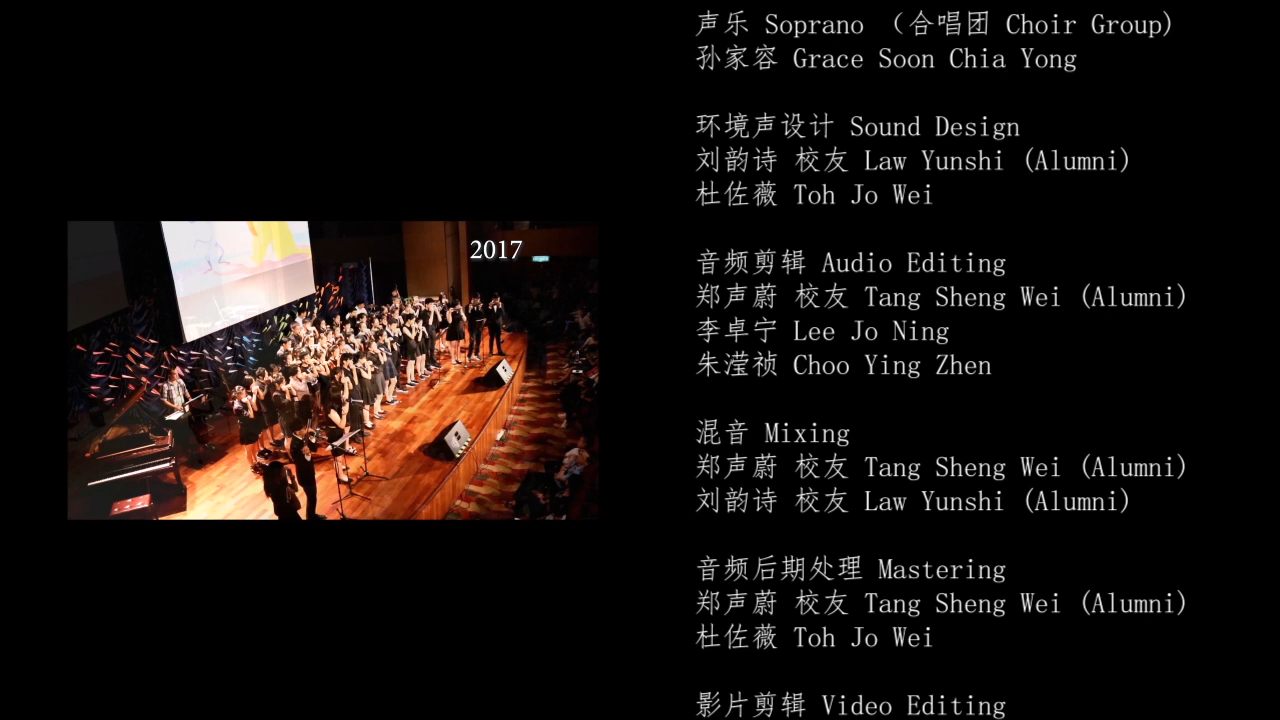 2017
声乐 Soprano （合唱团 Choir Group)
孙家容 Grace Soon Chia Yong
环境声设计 Sound Design
刘韵诗 校友 Law Yunshi (Alumni)
杜佐薇 Toh Jo Wei
音频剪辑 Audio Editing
郑声蔚 校友 Tang Sheng Wei (Alumni)
李卓宁 Lee Jo Ning
朱滢祯 Choo Ying Zhen
混音 Mixing
郑声蔚 校友 Tang Sheng Wei (Alumni)
刘韵诗 校友 Law Yunshi (Alumni)
音频后期处理 Mastering
郑声蔚 校友 Tang Sheng Wei (Alumni)
杜佐薇 Toh Jo Wei
影片剪辑 Video Editing